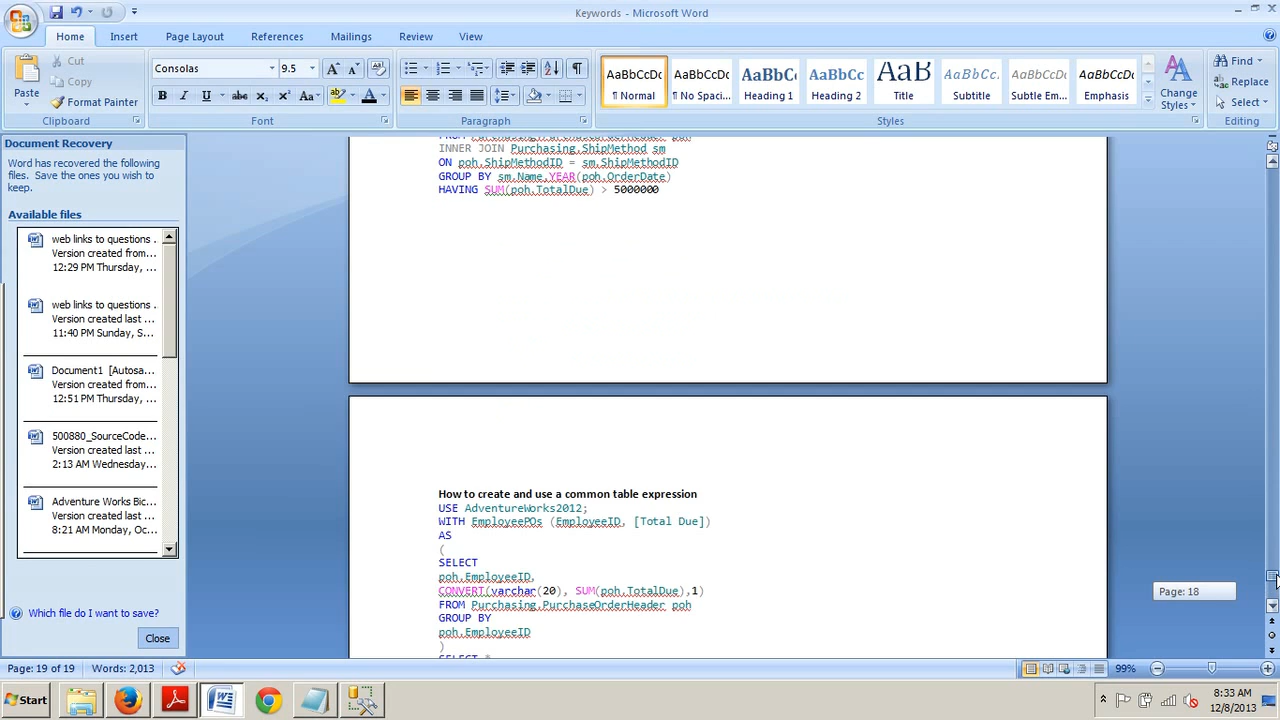 Keywords - Microsoft Word
Home Insert Page Layout References Mailings Review View
Paste
Cut
Copy
Format Painter
Clipboard
Consolas 9.5
Font
Paragraph
AaBbCcDc AaBbCcDc AaBbCc AaBbCc AaB AaBbCc. AaBbCcDc AaBbCcDc
¶ Normal ¶ No Spaci... Heading 1 Heading 2 Title Subtitle Subtle Em... Emphasis
Change
Styles
Styles
Find
Replace
Select
Editing
Document Recovery
Word has recovered the following
files. Save the ones you wish to
keep.
Available files
web links to questions .
Version created from...
12:29 PM Thursday, ...
web links to questions .
Version created last ...
11:40 PM Sunday, S...
Document1 [Autosa...
Version created from...
12:51 PM Thursday, ...
500880_SourceCode...
Version created last ...
2:13 AM Wednesday...
Adventure Works Bic...
Version created last ...
8:21 AM Monday, Oc...
Which file do I want to save?
Close
FROM Purchasing.PurchaseOrderHeader poh
INNER JOIN Purchasing.ShipMethod sm
ON poh.ShipMethodID = sm.ShipMethodID
GROUP BY sm.Name,YEAR(poh.OrderDate)
HAVING SUM(poh.TotalDue) > 5000000
How to create and use a common table expression
USE AdventureWorks2012;
WITH EmployeePOs (EmployeeID, [Total Due])
AS
(
SELECT
poh.EmployeeID,
CONVERT(varchar(20), SUM(poh.TotalDue),1)
FROM Purchasing.PurchaseOrderHeader poh
GROUP BY
poh.EmployeeID
)
SELECT *
Page: 18
Page: 19 of 19 Words: 2,013
99%
Start
8:33 AM
12/8/2013